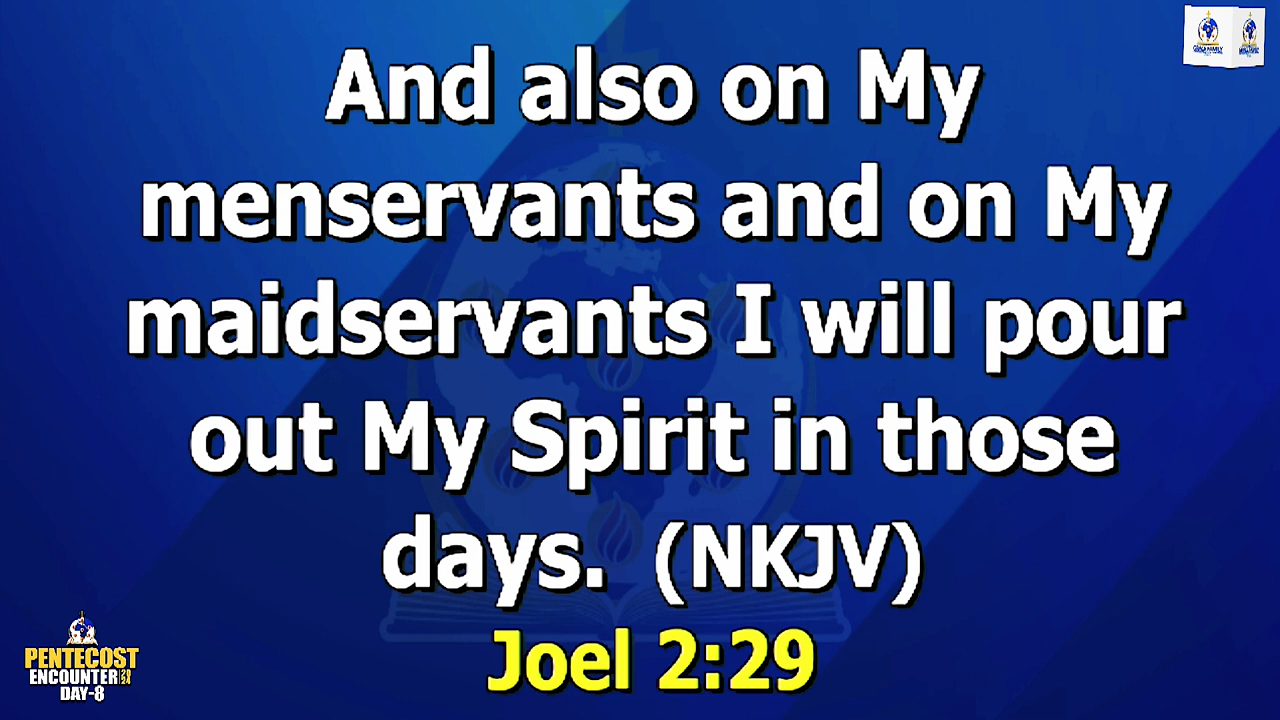 And also on My
menservants and on My
maidservants I will pour
out My Spirit in those
days.  (NKJV)
Joel 2:29
PENTECOST
ENCOUNTER 2024
DAY-8